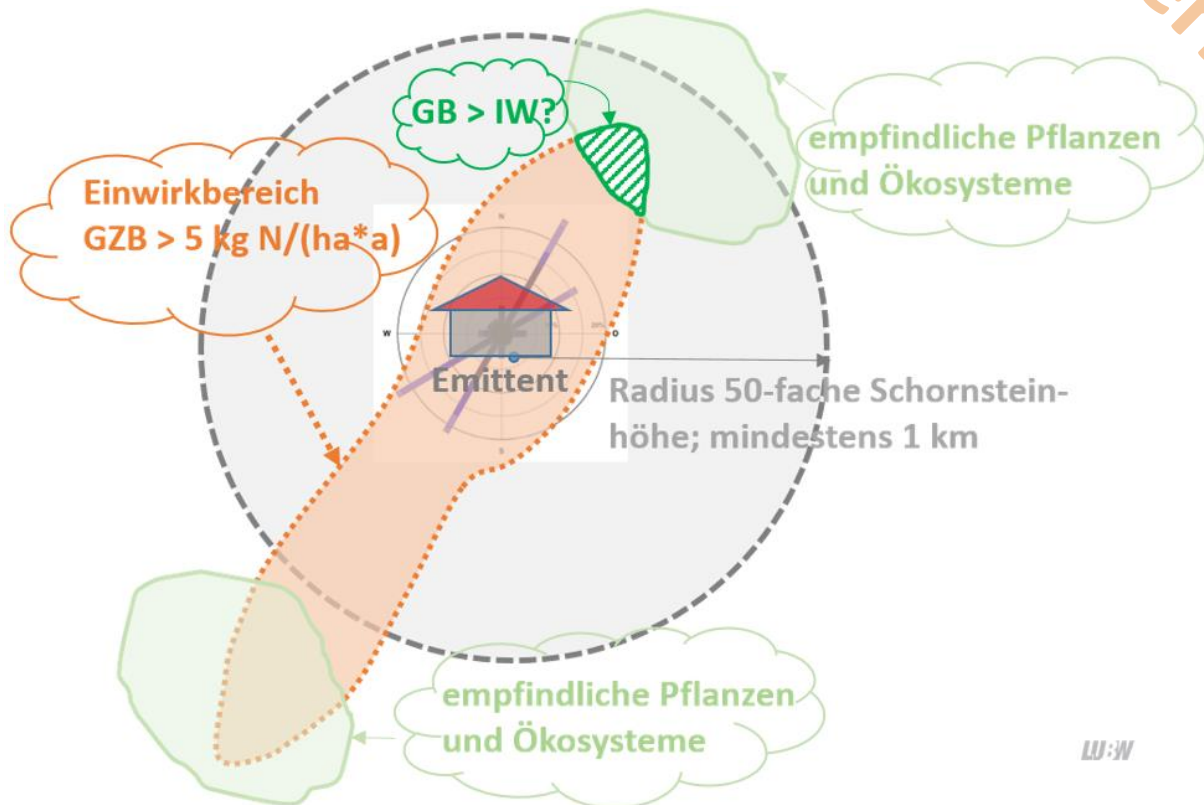 GB > IW?
empfindliche Pflanzen
und Ökosysteme
Einwirkbereich
GZB > 5 kg N/(ha*a)
N
W
O
20%
Emittent
Radius 50-fache Schornstein-
höhe; mindestens 1 km
S
empfindliche Pflanzen
und Ökosysteme
LUBW